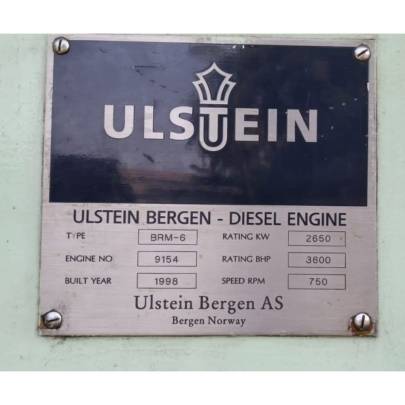 ULSTEIN
ULSTEIN BERGEN - DIESEL ENGINE
TYPE BRM-6 RATING KW 2650
ENGINE NO 9154 RATING BHP 3600
BUILT YEAR 1998 SPEED RPM 750
Ulstein Bergen AS
Bergen Norway